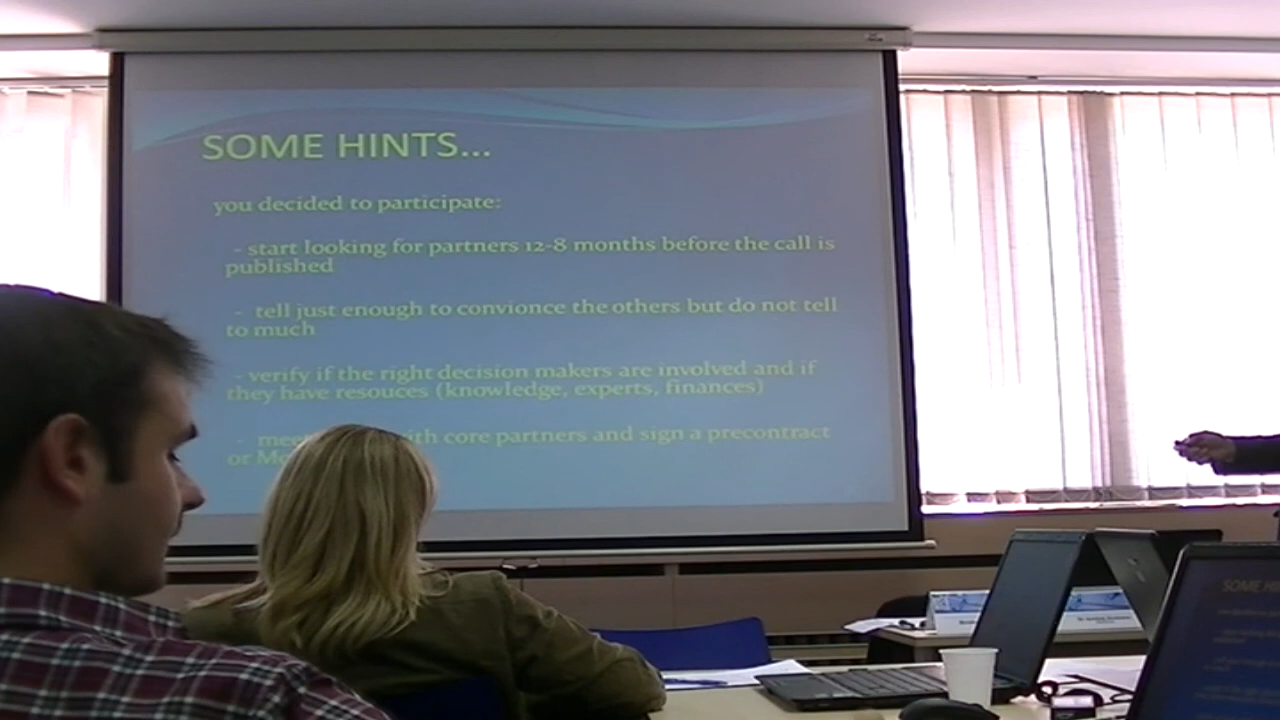 SOME HINTS...
you decided to participate:
- start looking for partners 12-8 months before the call is
published
- tell just enough to convionce the others but do not tell
to much
- verify if the right decision makers are involved and if
they have resouces (knowledge, experts, finances)
- with core partners and sign a precontract
or
SOME